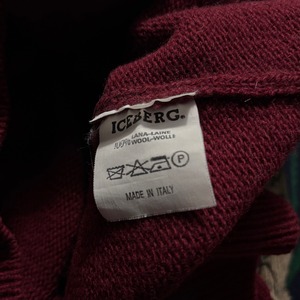 ICEBERG.
LANA-LAINE
100% WOOL-WOLLE
P
MADE IN ITALY